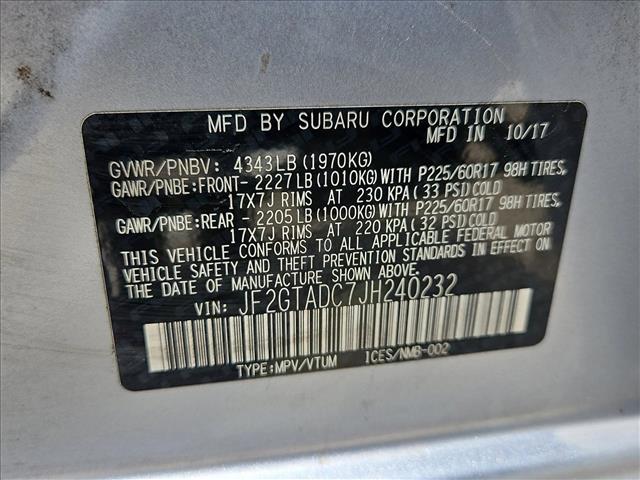 MFD BY SUBARU CORPORATION
MFD IN 10/17
GVWR/PNBV: 4343LB(1970KG)
GAWR/PNBE:FRONT- 2227LB(1010KG)WITH P225/60R17 98H TIRES,
17X7J RIMS AT 230 KPA(33 PSI)COLD
GAWR/PNBE:REAR - 2205LB(1000KG)WITH P225/60R17 98H TIRES,
17X7J RIMS AT 220 KPA(32 PSI)COLD
THIS VEHICLE CONFORMS TO ALL APPLICABLE FEDERAL MOTOR
VEHICLE SAFETY AND THEFT PREVENTION STANDARDS IN EFFECT ON
THE DATE OF MANUFACTURE SHOWN ABOVE.
VIN: JF2GTADC7JH240232
TYPE:MPV/VTUM ICES/NMB-002